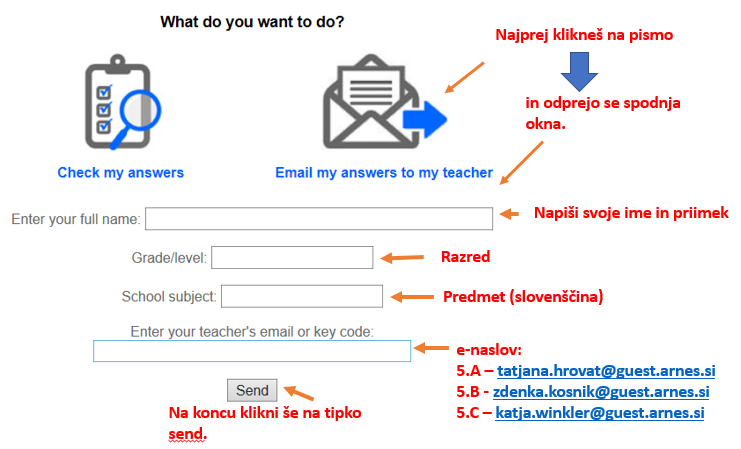 What do you want to do?
Najprej klikneš na pismo
in odprejo se spodnja
okna.
Check my answers
Email my answers to my teacher
Enter your full name:
Napiši svoje ime in priimek
Grade/level:
Razred
School subject:
Predmet (slovenščina)
Enter your teacher's email or key code:
e-naslov:
5.A – tatjana.hrovat@guest.arnes.si
5.B - zdenka.kosnik@guest.arnes.si
5.C – katja.winkler@guest.arnes.si
Send
Na koncu klikni še na tipko
send.